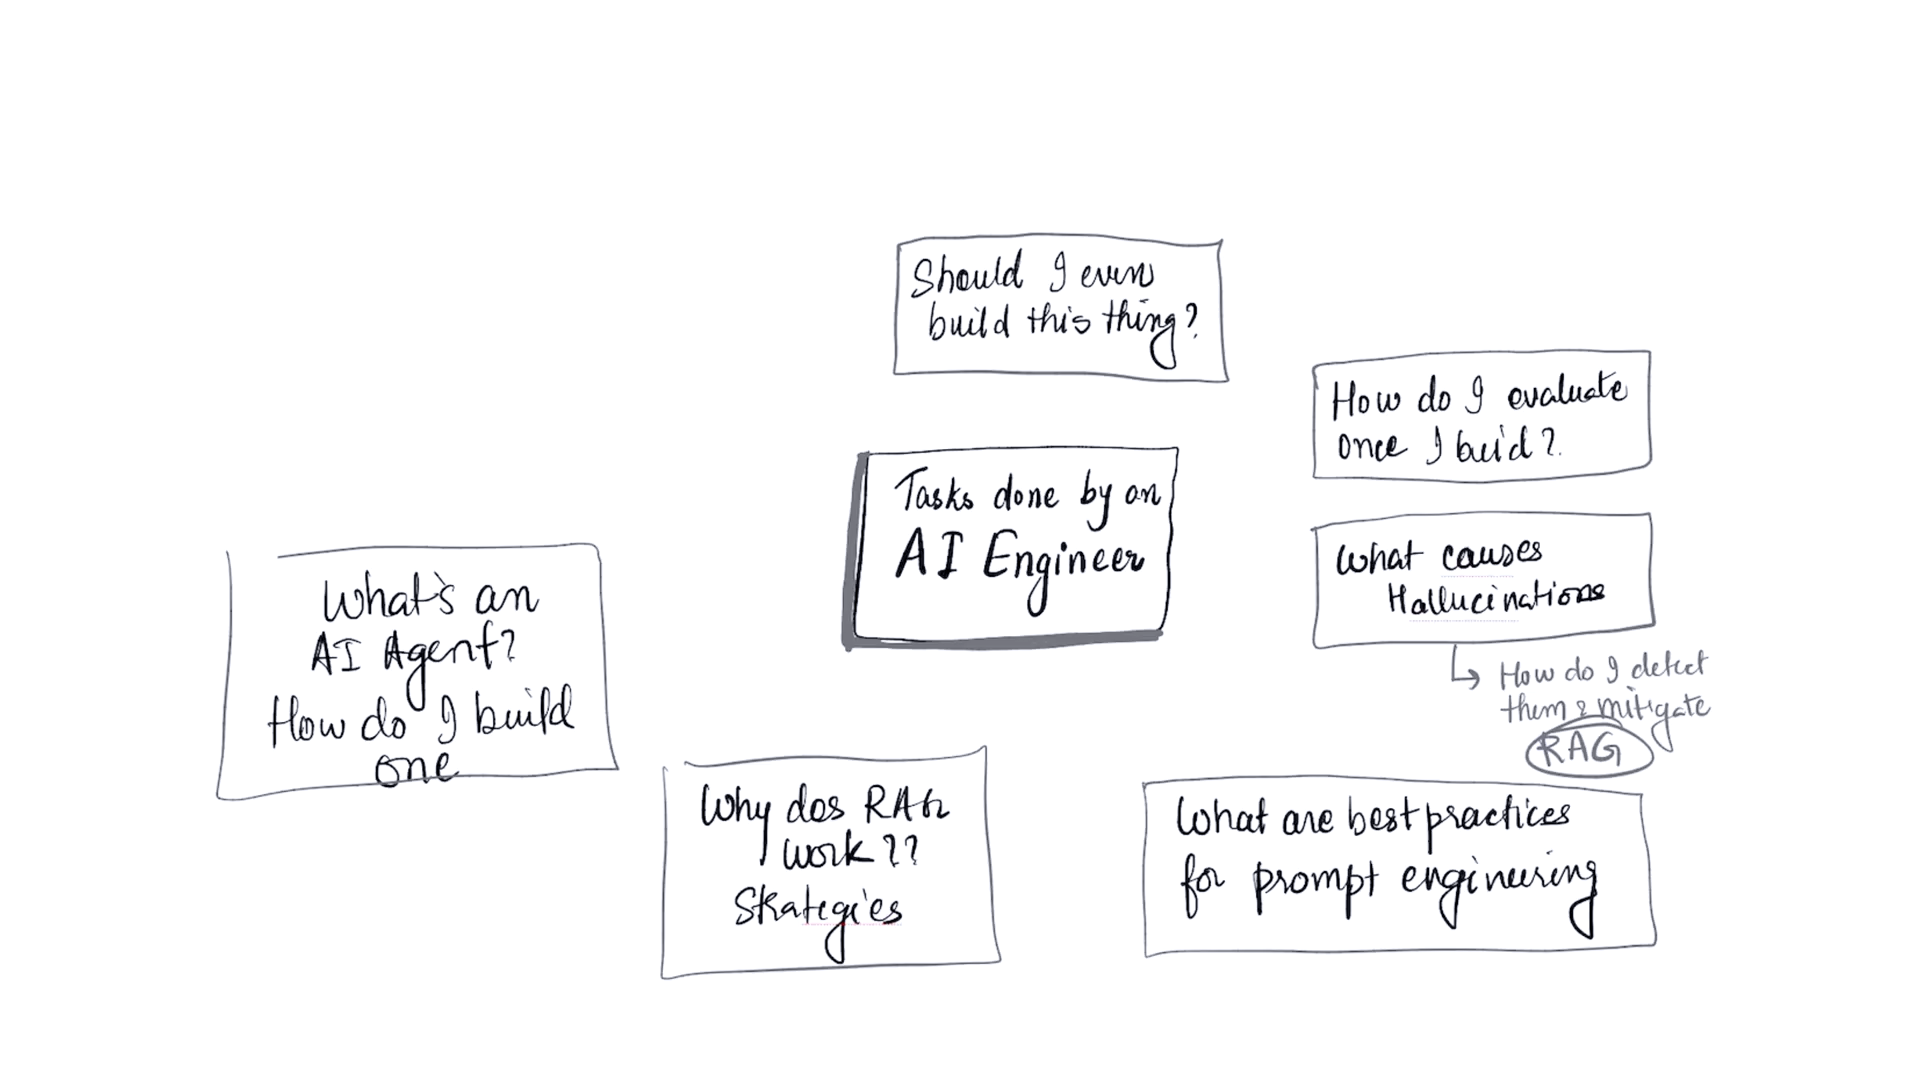 Should I even
build this thing?
How do I evaluate
once I buid?
Tasks done by an
AI Engineer
What causes
Hallucinations
How do I detect
them & mitigate
RAG
What's an
AI Agent?
How do I build
one
Why does RAG
work??
Strategies
What are best practices
for prompt engineering